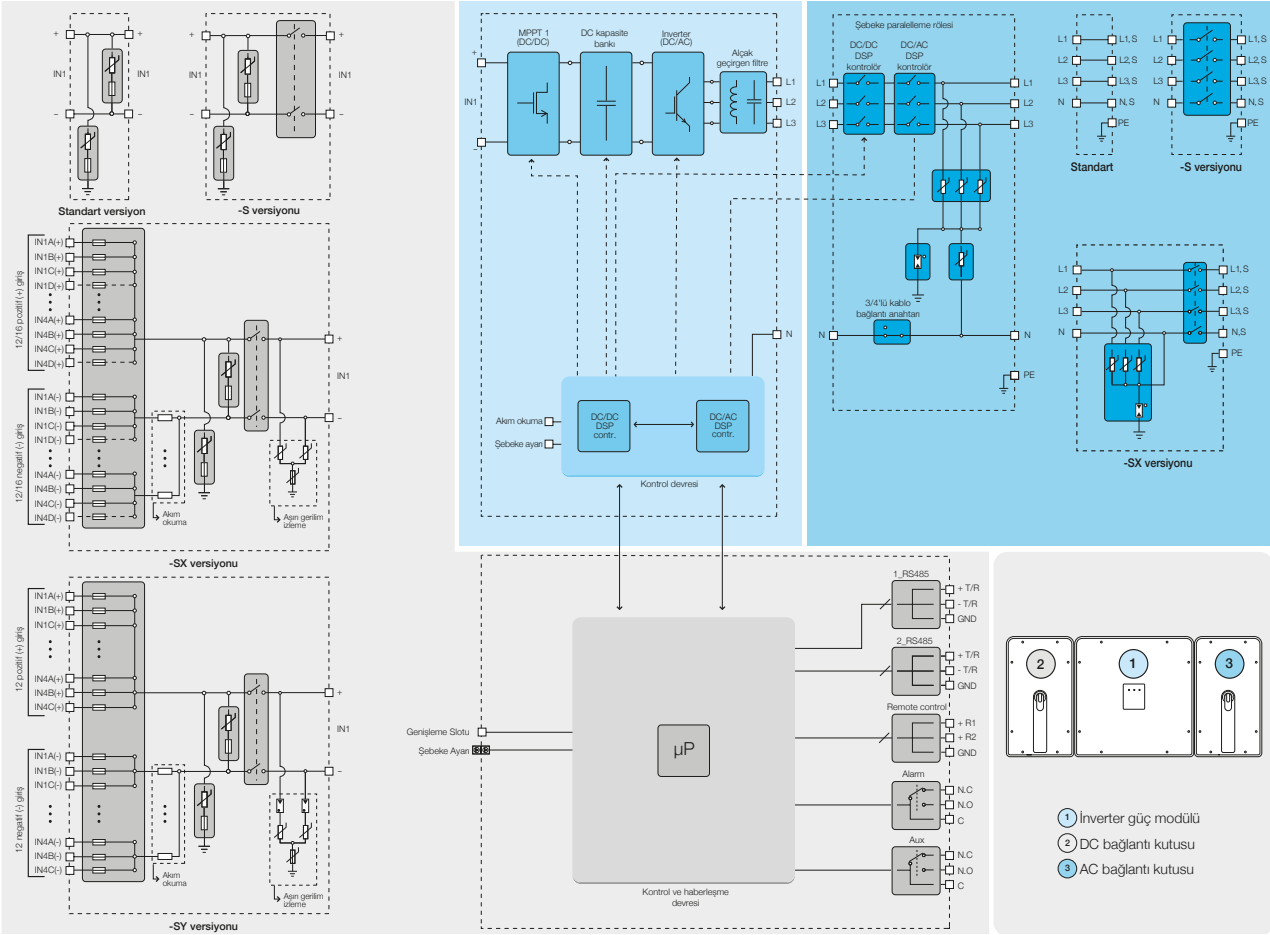 +
+
IN1
IN1
−
−
Standart versiyon
+
+
IN1
IN1
−
−
-S versiyonu
12/16 pozitif (+) giriş
IN1A(+)
IN1B(+)
IN1C(+)
IN1D(+)
IN4A(+)
IN4B(+)
IN4C(+)
IN4D(+)
12/16 negatif (-) giriş
IN1A(-)
IN1B(-)
IN1C(-)
IN1D(-)
IN4A(-)
IN4B(-)
IN4C(-)
IN4D(-)
+
IN1
−
Akım
okuma
Aşırı gerilim
izleme
-SX versiyonu
12 pozitif (+) giriş
IN1A(+)
IN1B(+)
IN1C(+)
IN4A(+)
IN4B(+)
IN4C(+)
12 negatif (-) giriş
IN1A(-)
IN1B(-)
IN1C(-)
IN4A(-)
IN4B(-)
IN4C(-)
+
IN1
−
Akım
okuma
Aşırı gerilim
izleme
-SY versiyonu
MPPT 1
(DC/DC)
DC kapasite
bankı
Inverter
(DC/AC)
Alçak
geçirgen filtre
+
IN1
−
L1
L2
L3
N
Akım okuma
Şebeke ayarı
DC/DC
DSP
contr.
DC/AC
DSP
contr.
Kontrol devresi
Şebeke paralelleme rölesi
DC/DC
DSP
kontrolör
DC/AC
DSP
kontrolör
L1
L2
L3
L1
L2
L3
3/4'lü kablo
bağlantı anahtarı
N
N
PE
L1
L2
L3
N
L1,S
L2,S
L3,S
N,S
PE
Standart
L1
L2
L3
N
L1,S
L2,S
L3,S
N,S
PE
-S versiyonu
L1
L2
L3
N
L1,S
L2,S
L3,S
N,S
PE
-SX versiyonu
Genişleme Slotu
Şebeke Ayarı
µP
Kontrol ve haberleşme
devresi
1_RS485
+ T/R
- T/R
GND
2_RS485
+ T/R
- T/R
GND
Remote control
+ R1
+ R2
GND
Alarm
N.C
N.O
C
Aux
N.C
N.O
C
2
1
3
1 İnverter güç modülü
2 DC bağlantı kutusu
3 AC bağlantı kutusu